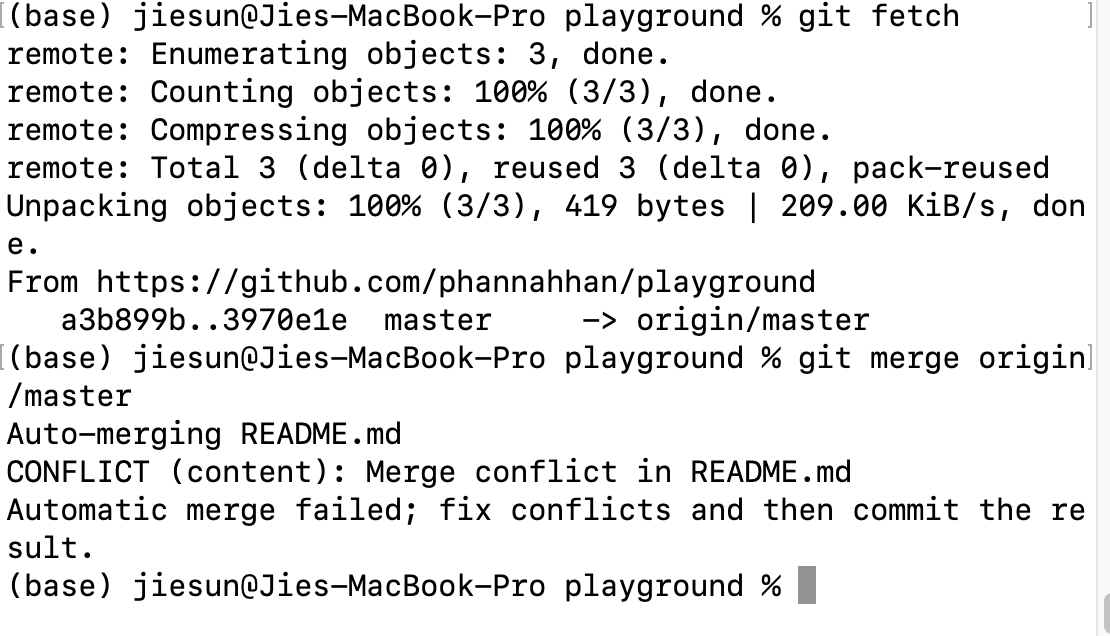 [(base) jiesun@Jies-MacBook-Pro playground % git fetch ]
remote: Enumerating objects: 3, done.
remote: Counting objects: 100% (3/3), done.
remote: Compressing objects: 100% (3/3), done.
remote: Total 3 (delta 0), reused 3 (delta 0), pack-reused
Unpacking objects: 100% (3/3), 419 bytes | 209.00 KiB/s, don
e.
From https://github.com/phannahhan/playground
   a3b899b..3970e1e  master     -> origin/master
[(base) jiesun@Jies-MacBook-Pro playground % git merge origin]
/master
Auto-merging README.md
CONFLICT (content): Merge conflict in README.md
Automatic merge failed; fix conflicts and then commit the re
sult.
(base) jiesun@Jies-MacBook-Pro playground %